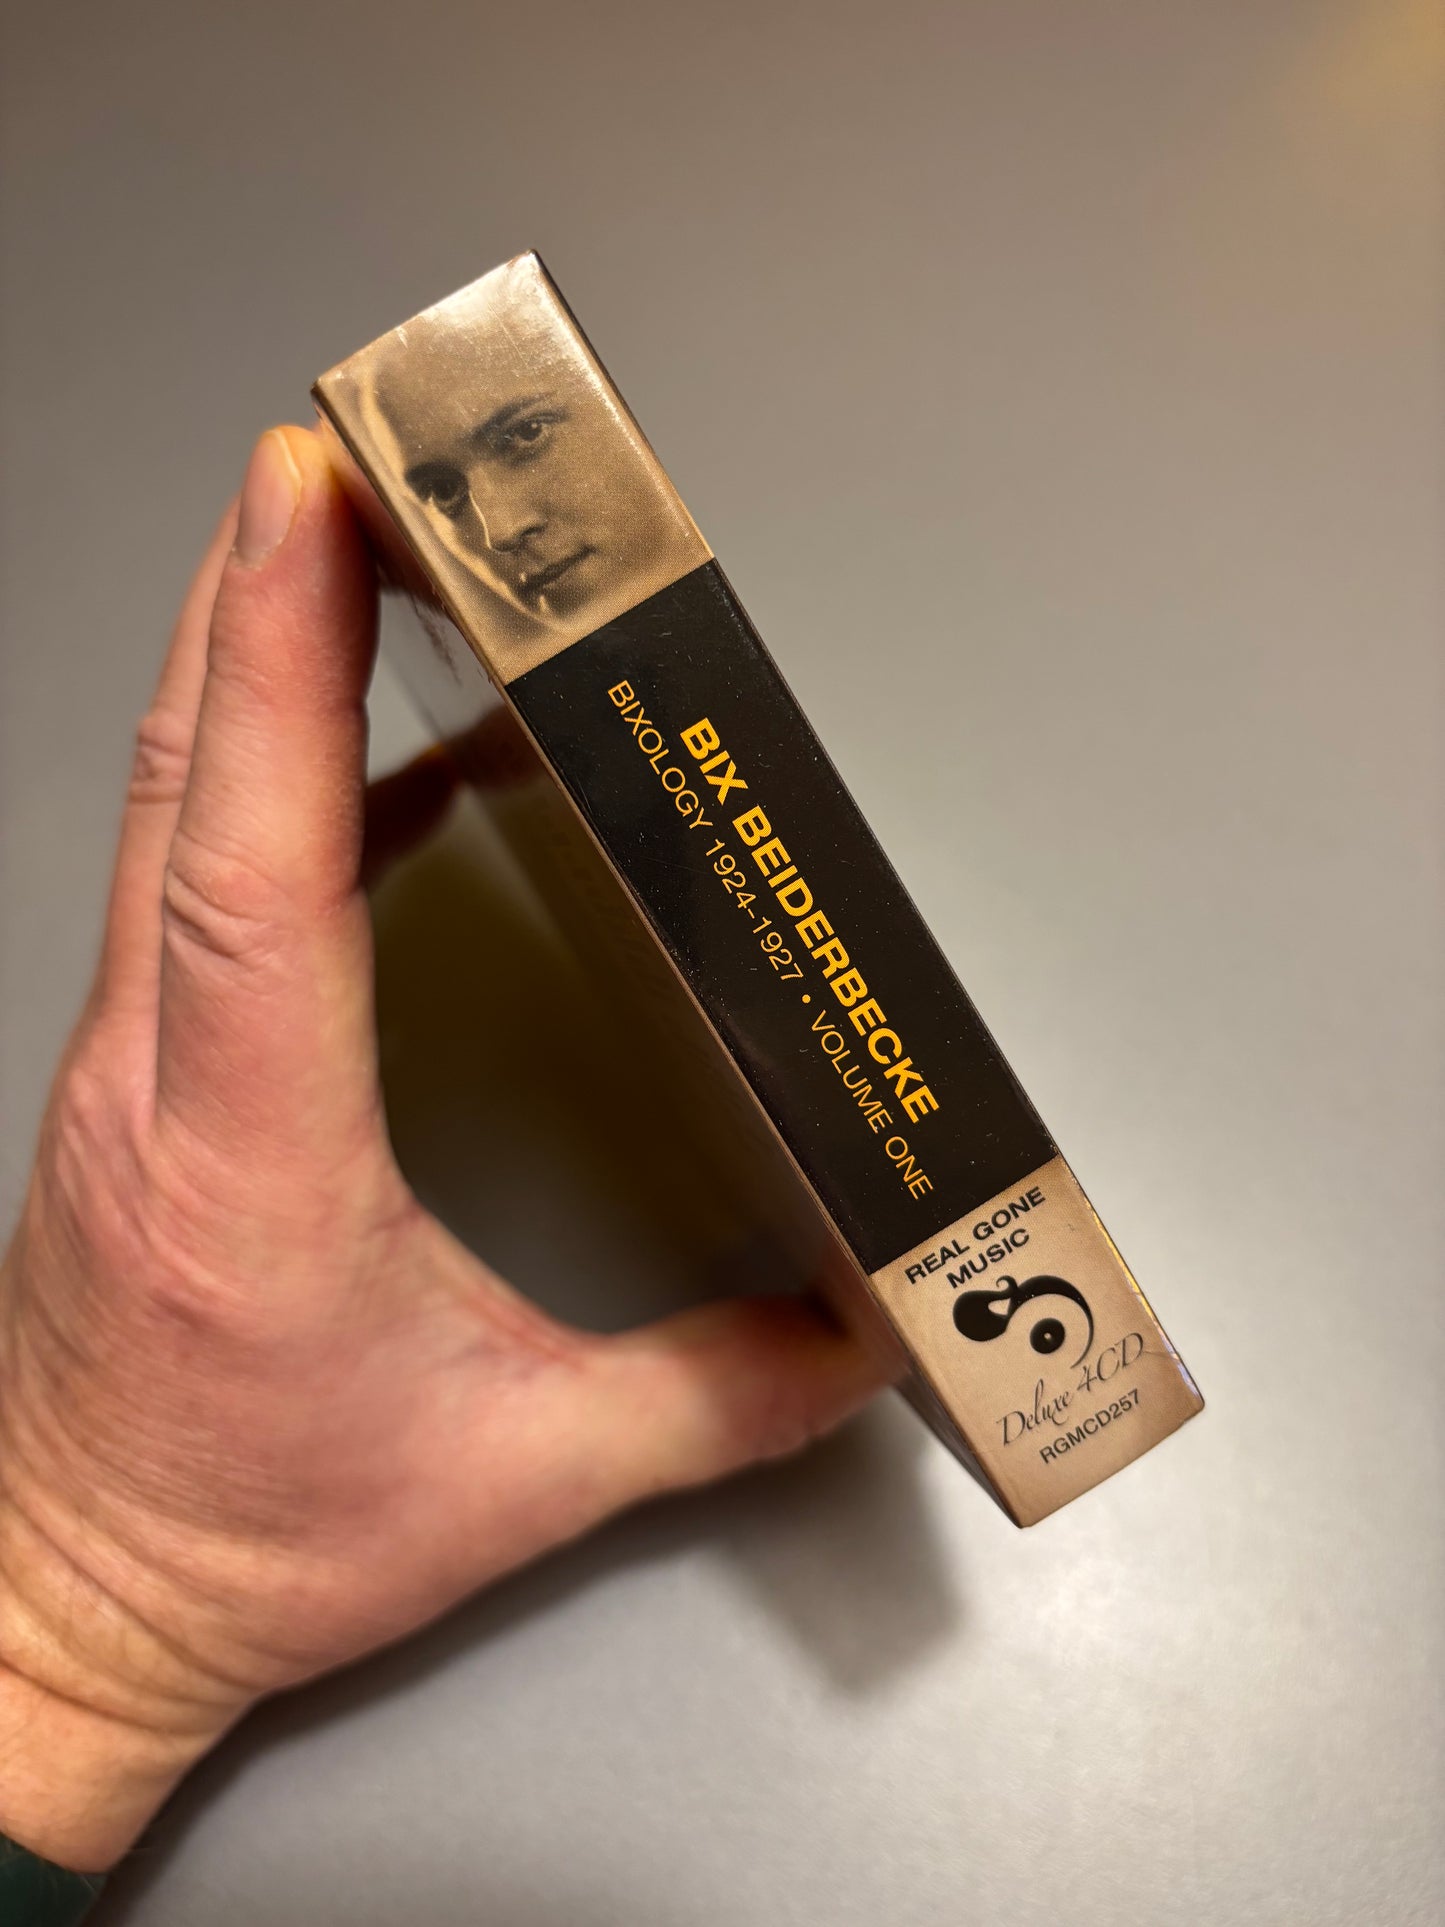 BIX BEIDERBECKE
BIXOLOGY 1924-1927 • VOLUME ONE
REAL GONE
MUSIC
Deluxe 4CD
RGMCD257